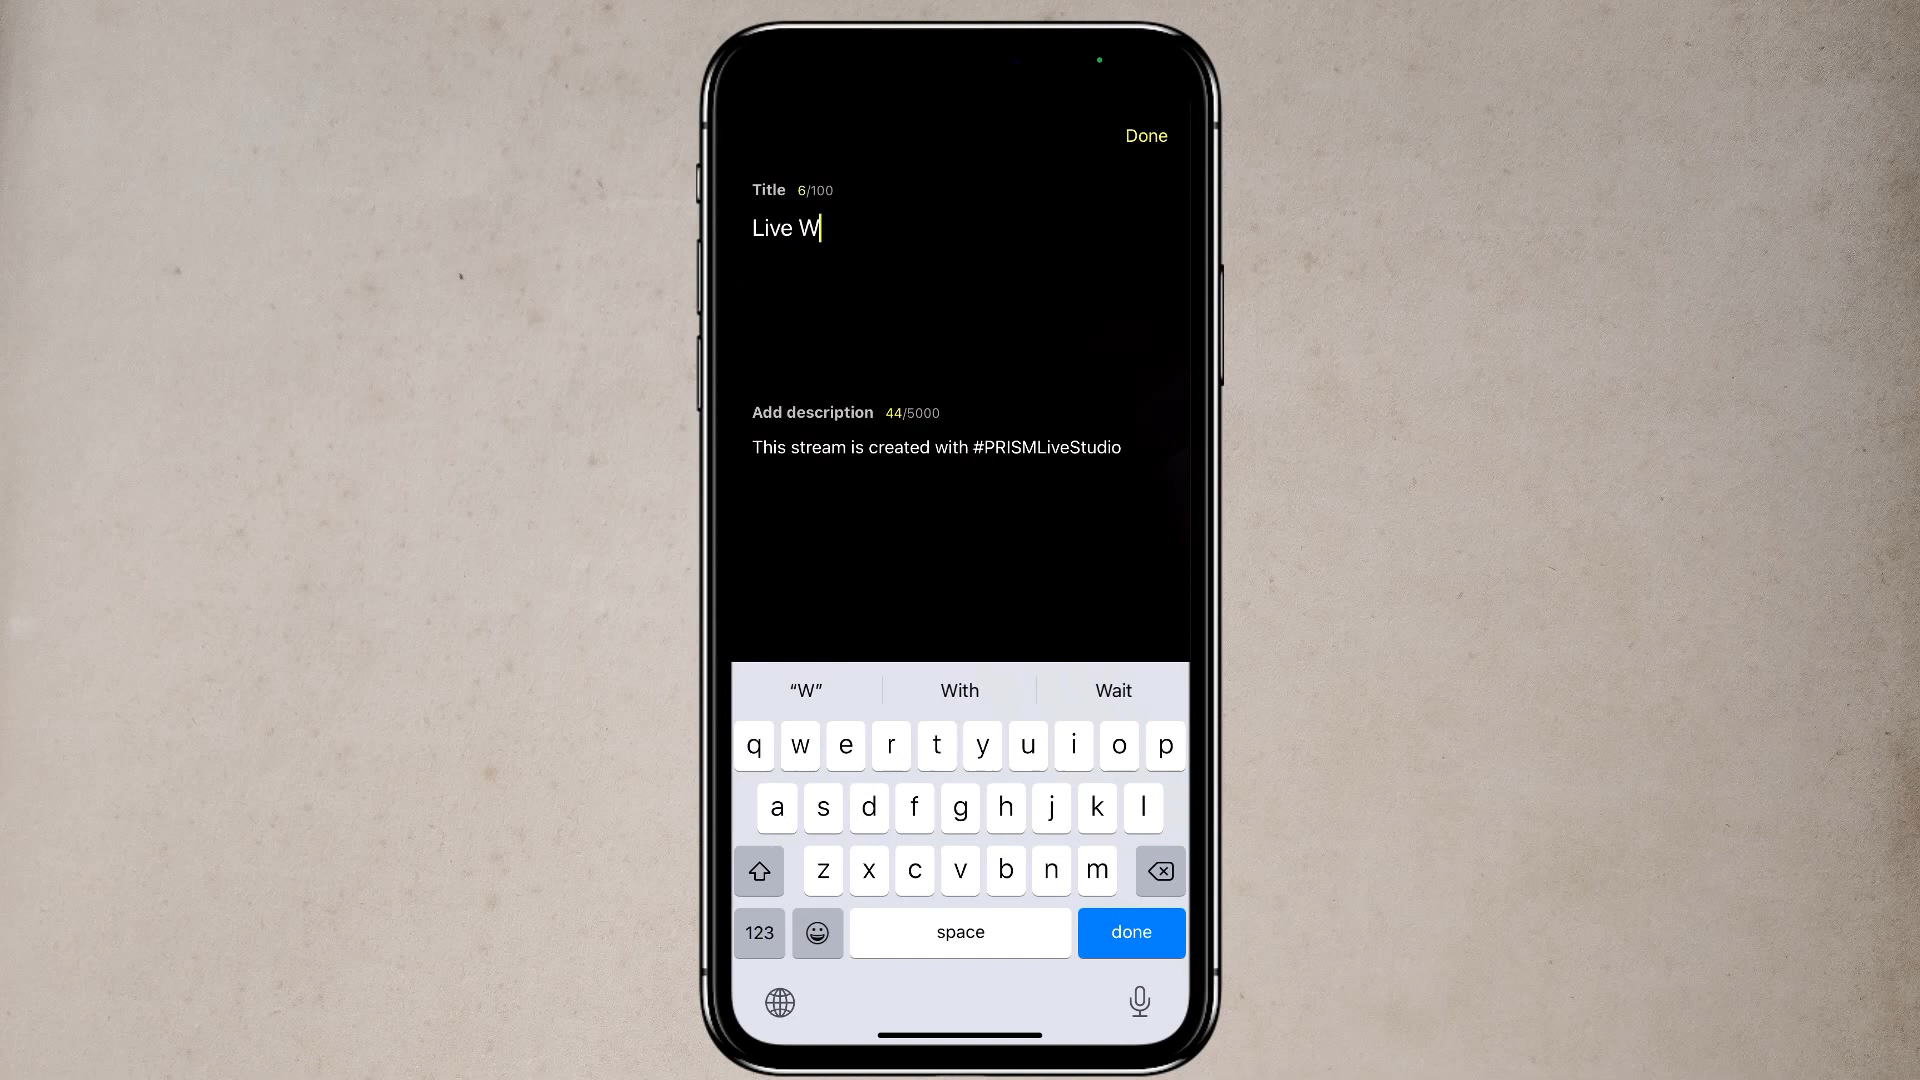 Done
Title 6/100
Live W
Add description 44/5000
This stream is created with #PRISMLiveStudio
“W” With Wait
q w e r t y u i o p
a s d f g h j k l
z x c v b n m
123 space done